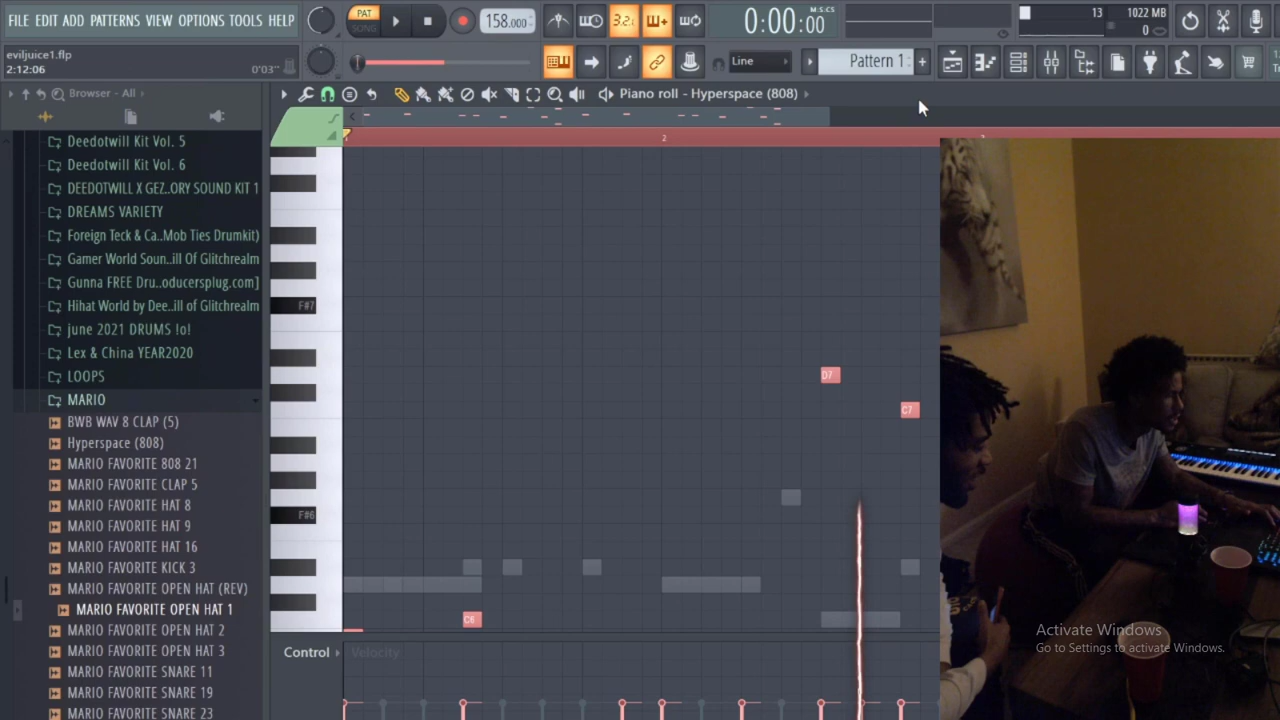 FILE EDIT ADD PATTERNS VIEW OPTIONS TOOLS HELP
PAT
SONG
158.000
3.2.
0:00:00
M:S:CS
13
1022 MB
0
eviljuice1.flp
2:12:06
0'03"
Line
Pattern 1
Browser - All
Piano roll - Hyperspace (808)
2
Deedotwill Kit Vol. 5
Deedotwill Kit Vol. 6
DEEDOTWILL X GEZ..ORY SOUND KIT 1
DREAMS VARIETY
Foreign Teck & Ca..Mob Ties Drumkit)
Gamer World Soun..ill Of Glitchrealm
Gunna FREE Dru..oducersplug.com]
Hihat World by Dee..ill of Glitchrealm
june 2021 DRUMS !o!
Lex & China YEAR2020
LOOPS
MARIO
BWB WAV 8 CLAP (5)
Hyperspace (808)
MARIO FAVORITE 808 21
MARIO FAVORITE CLAP 5
MARIO FAVORITE HAT 8
MARIO FAVORITE HAT 9
MARIO FAVORITE HAT 16
MARIO FAVORITE KICK 3
MARIO FAVORITE OPEN HAT (REV)
MARIO FAVORITE OPEN HAT 1
MARIO FAVORITE OPEN HAT 2
MARIO FAVORITE OPEN HAT 3
MARIO FAVORITE SNARE 11
MARIO FAVORITE SNARE 19
MARIO FAVORITE SNARE 23
F#7
F#6
D7
C7
C6
Control
Velocity
Activate Windows
Go to Settings to activate Windows.